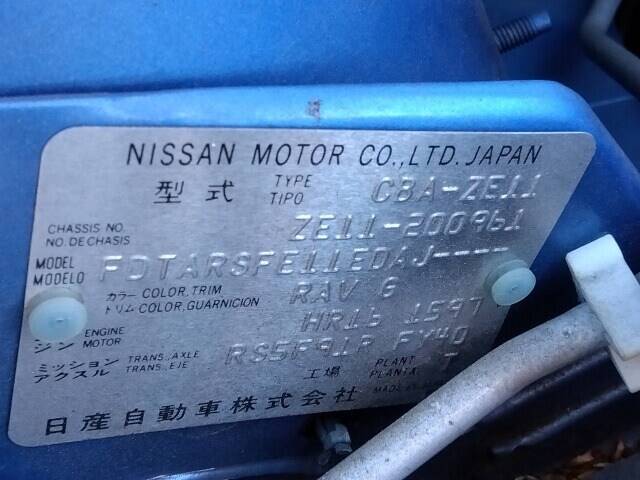 NISSAN MOTOR CO.,LTD. JAPAN
型式 TYPE TIPO CBA-ZE11
CHASSIS NO. NO. DE CHASIS ZE11-200961
MODEL MODELO FDTARSFE11EDAJ----
カラー COLOR, TRIM トリム COLOR, GUARNICION RAV G
ジン ENGINE MOTOR HR16 1597
ミッション アクスル TRANS., AXLE TRANS., EJE RS5F91R FY40
工場 PLANT PLANTA T
日産自動車株式会社 MADE